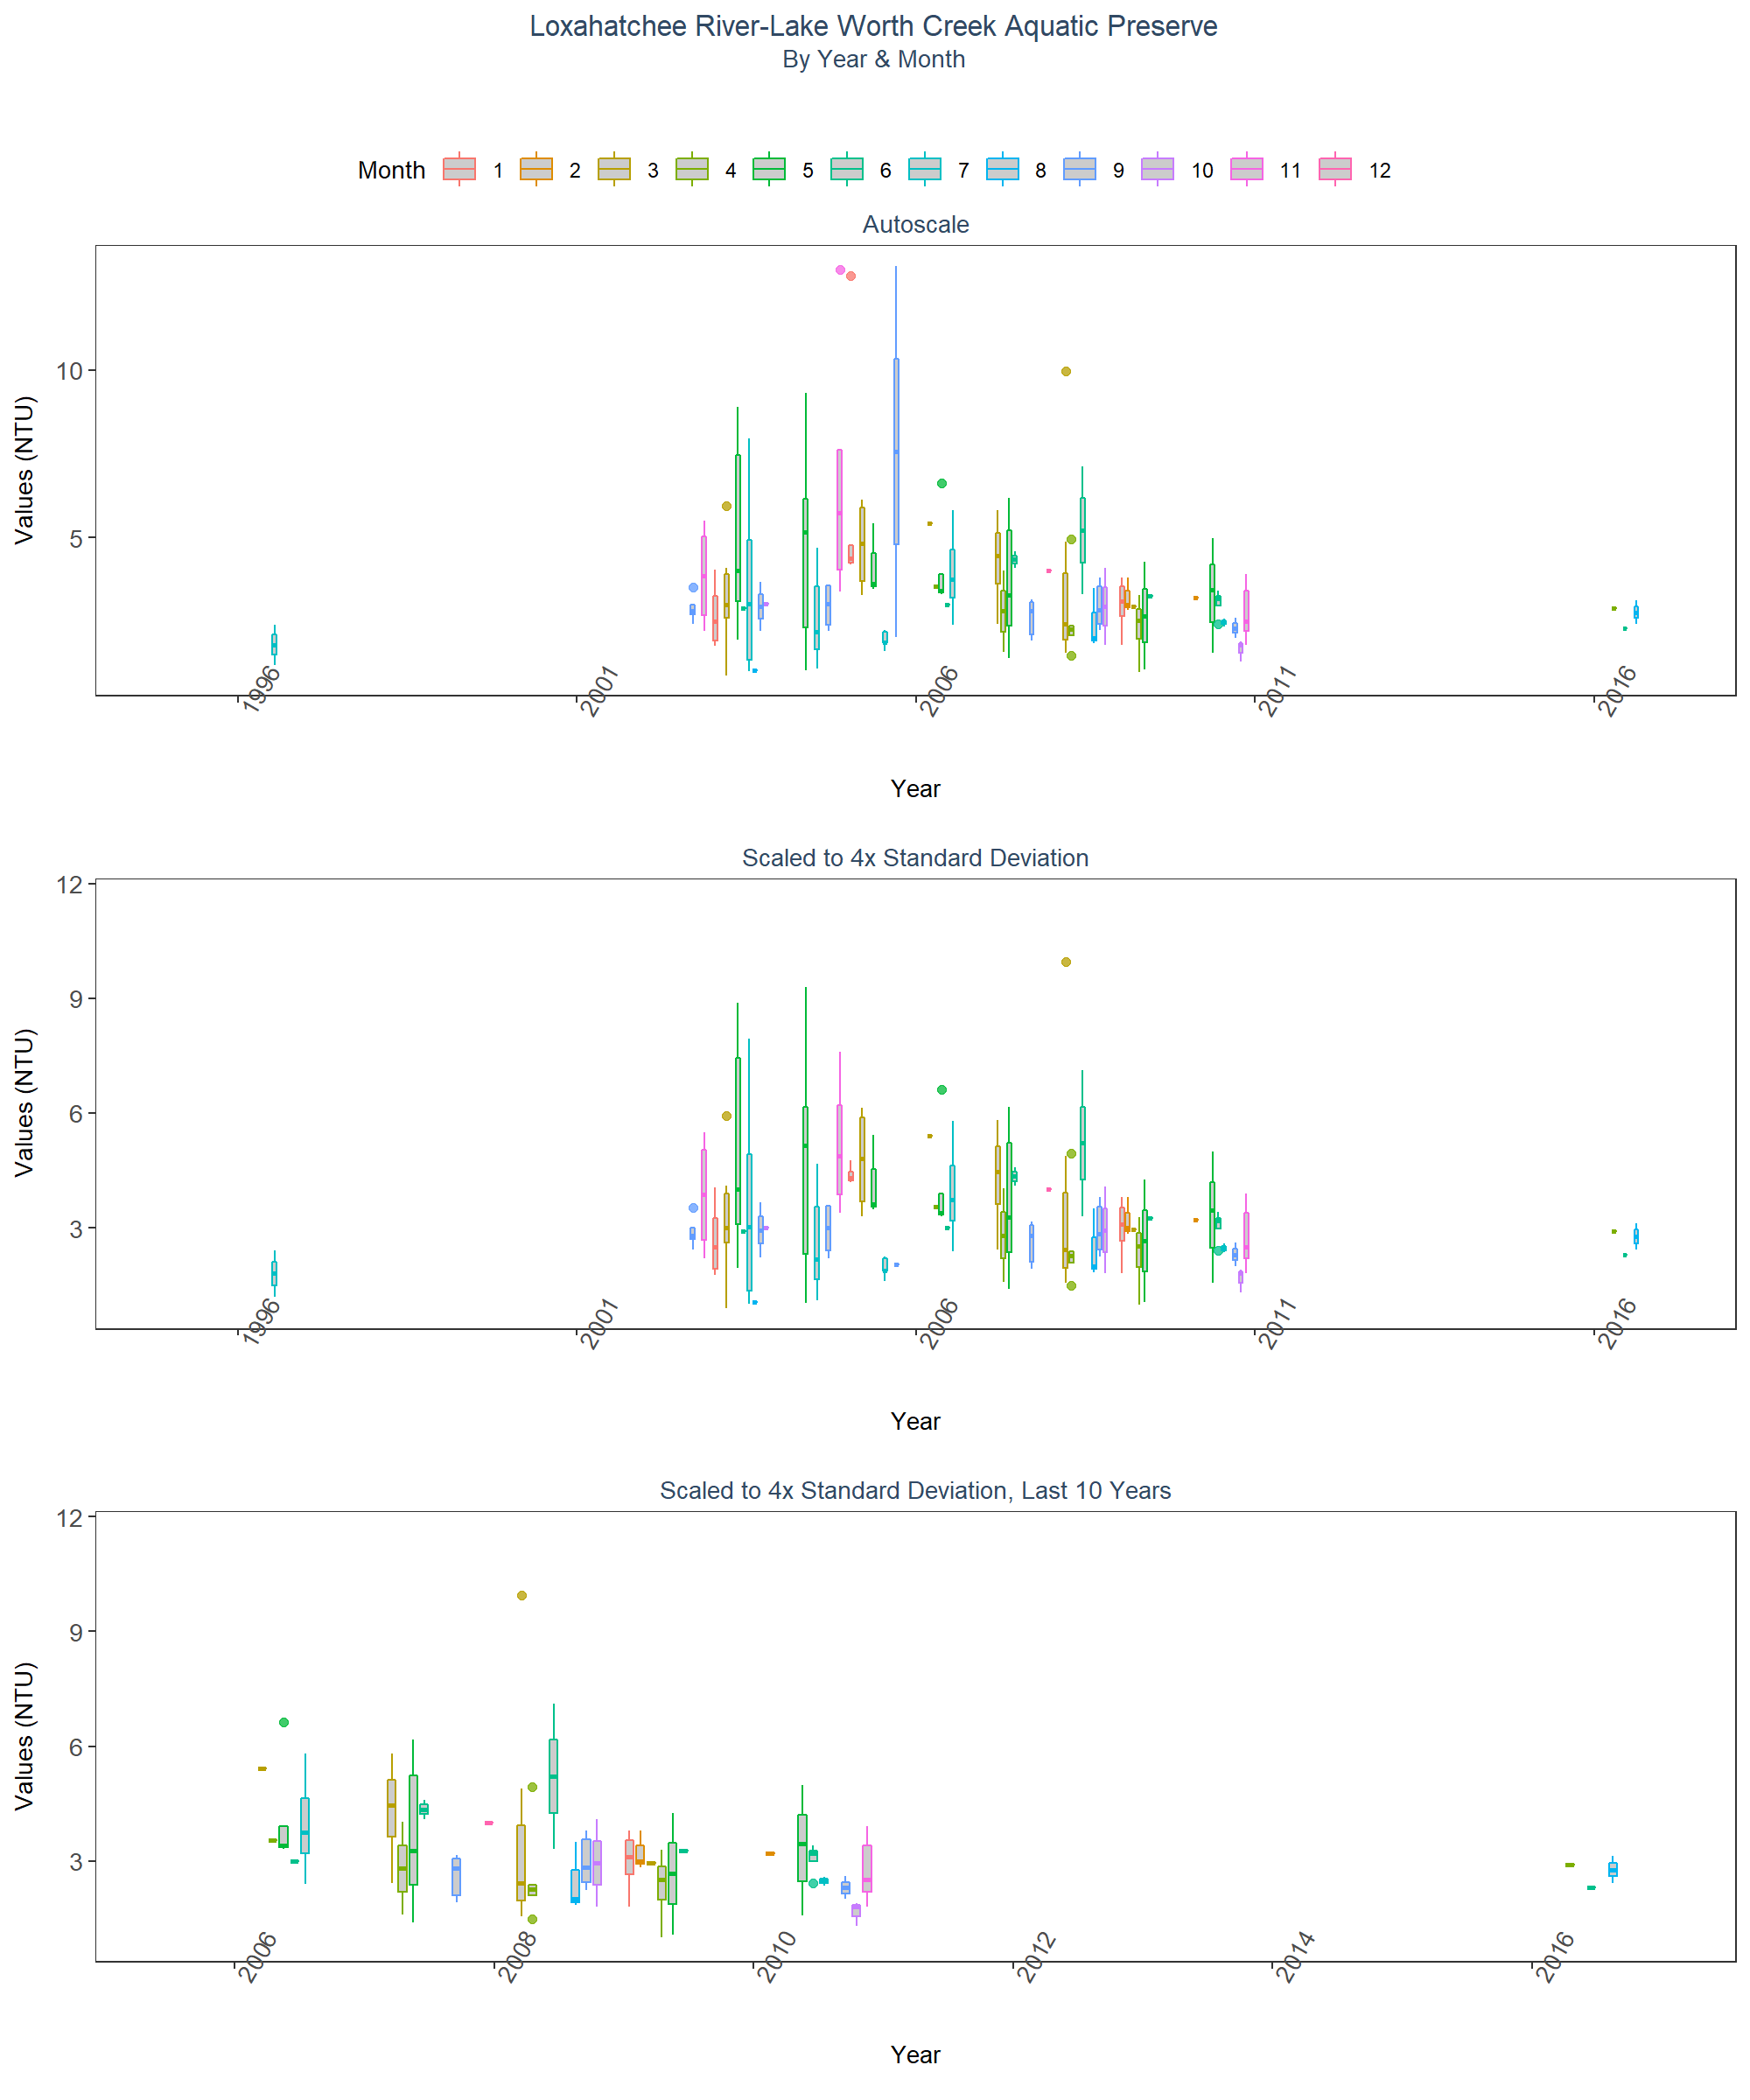 Loxahatchee River-Lake Worth Creek Aquatic Preserve
By Year & Month
Month 1 2 3 4 5 6 7 8 9 10 11 12
Autoscale
Values (NTU)
10
5
1996 2001 2006 2011 2016
Year
Scaled to 4x Standard Deviation
Values (NTU)
12
9
6
3
1996 2001 2006 2011 2016
Year
Scaled to 4x Standard Deviation, Last 10 Years
Values (NTU)
12
9
6
3
2006 2008 2010 2012 2014 2016
Year